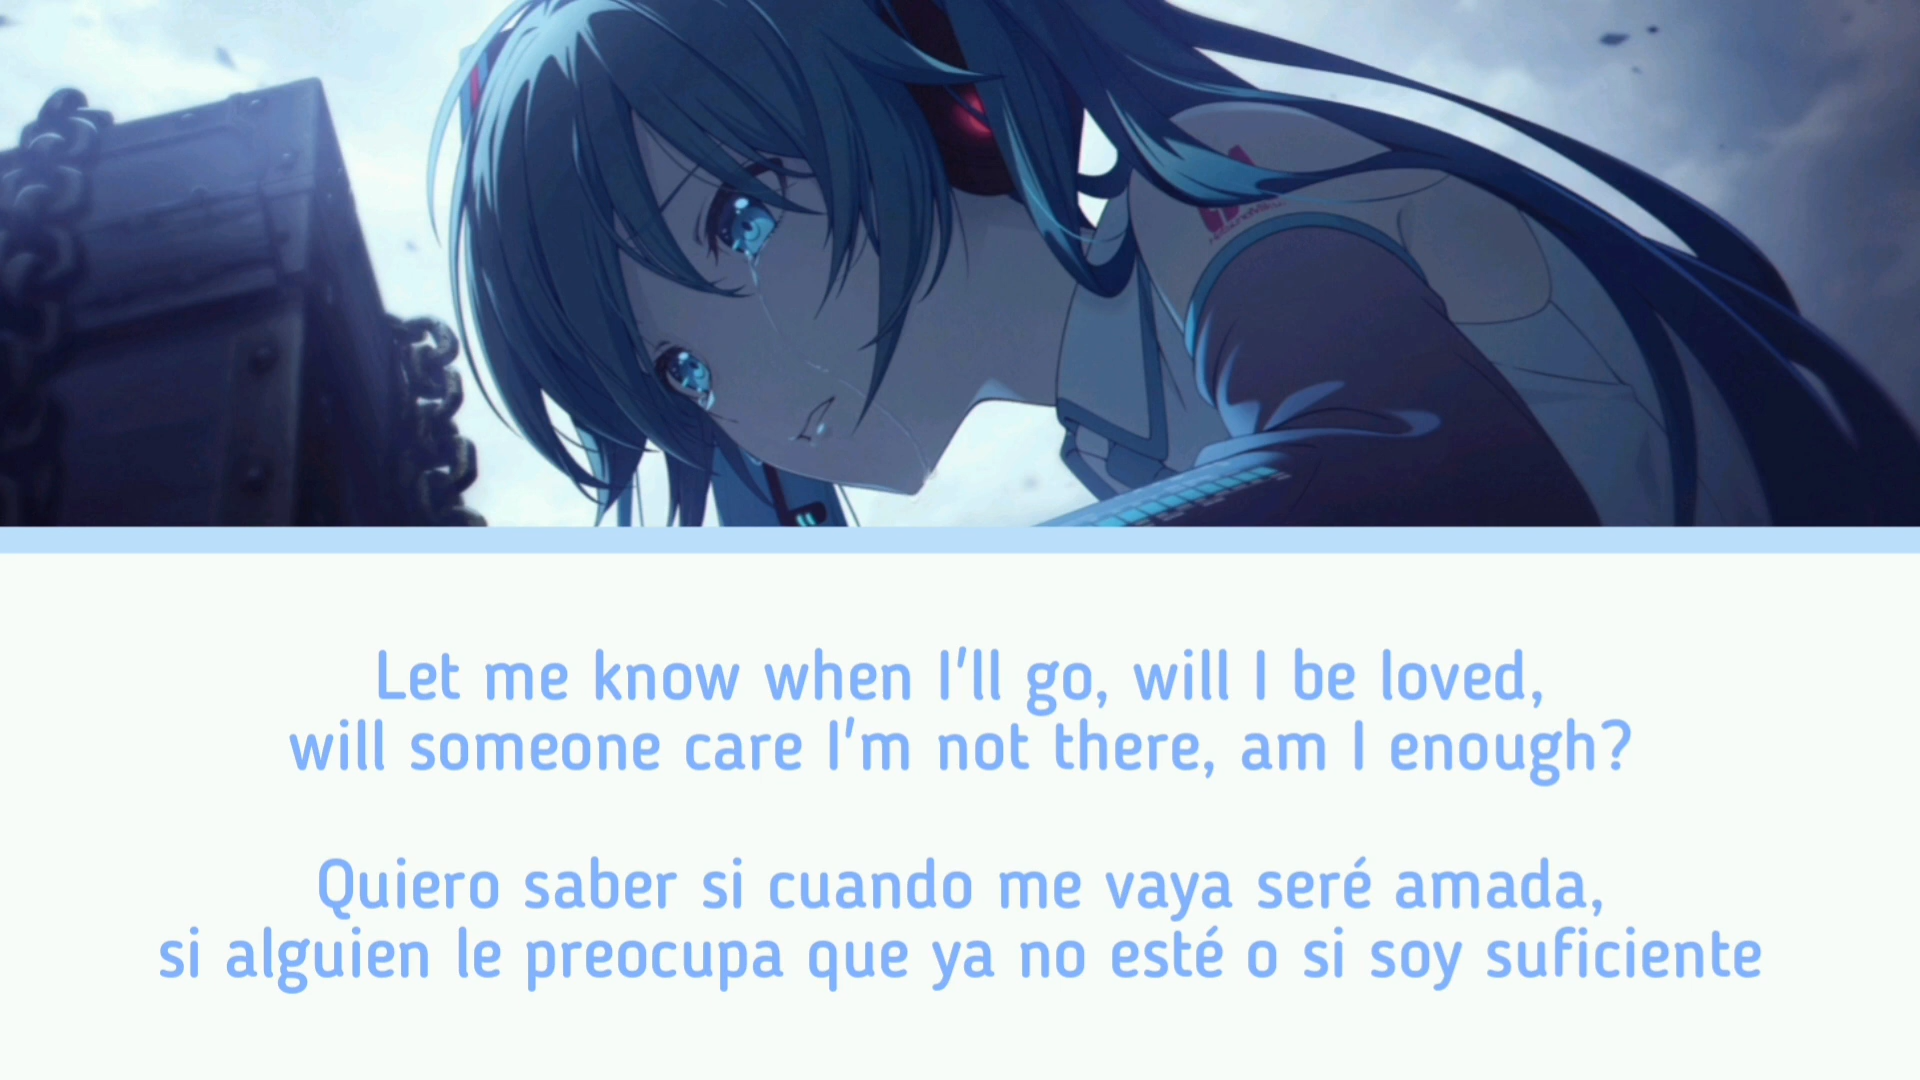 Let me know when I'll go, will I be loved,
will someone care I'm not there, am I enough?
Quiero saber si cuando me vaya seré amada,
si alguien le preocupa que ya no esté o si soy suficiente